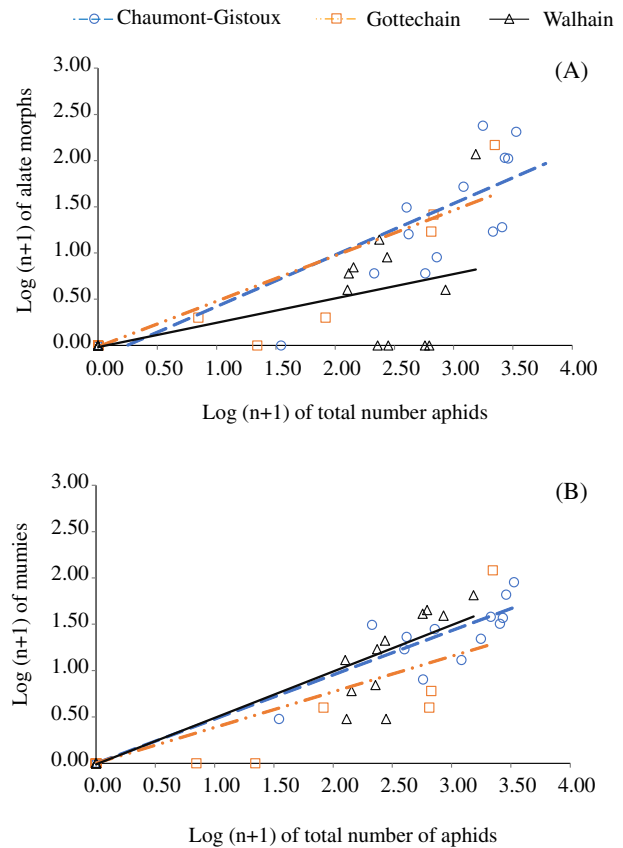 Chaumont-Gistoux Gottechain Walhain
(A)
3.00
2.50
2.00
1.50
1.00
0.50
0.00
0.00 0.50 1.00 1.50 2.00 2.50 3.00 3.50 4.00
Log (n+1) of alate morphs
Log (n+1) of total number aphids
(B)
3.00
2.50
2.00
1.50
1.00
0.50
0.00
0.00 0.50 1.00 1.50 2.00 2.50 3.00 3.50 4.00
Log (n+1) of mumies
Log (n+1) of total number of aphids